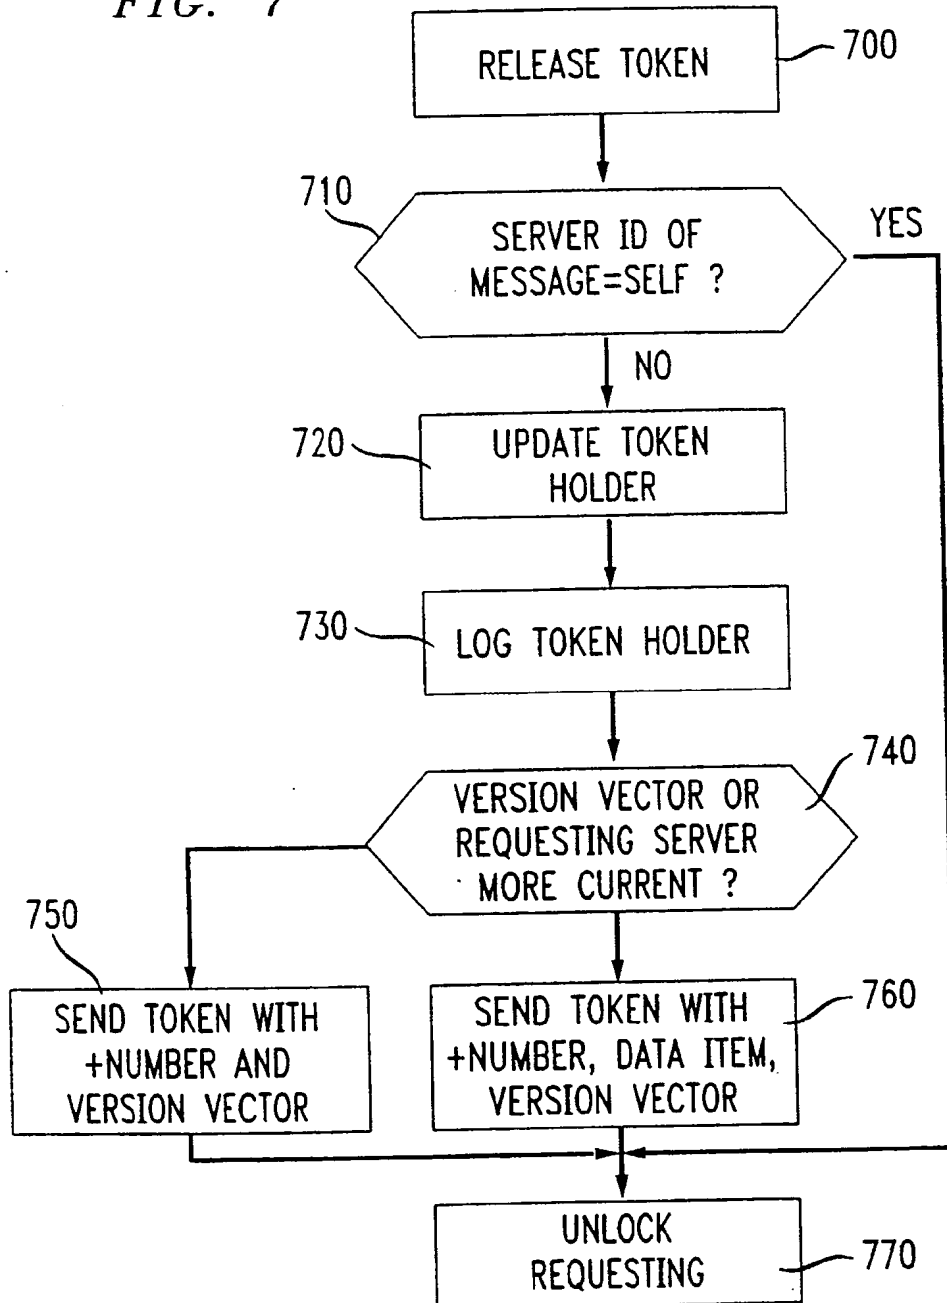 FIG. 7
RELEASE TOKEN
700
710
SERVER ID OF
MESSAGE=SELF ?
YES
NO
720
UPDATE TOKEN
HOLDER
730
LOG TOKEN HOLDER
740
VERSION VECTOR OR
REQUESTING SERVER
MORE CURRENT ?
750
SEND TOKEN WITH
+NUMBER AND
VERSION VECTOR
760
SEND TOKEN WITH
+NUMBER, DATA ITEM,
VERSION VECTOR
UNLOCK
REQUESTING
770